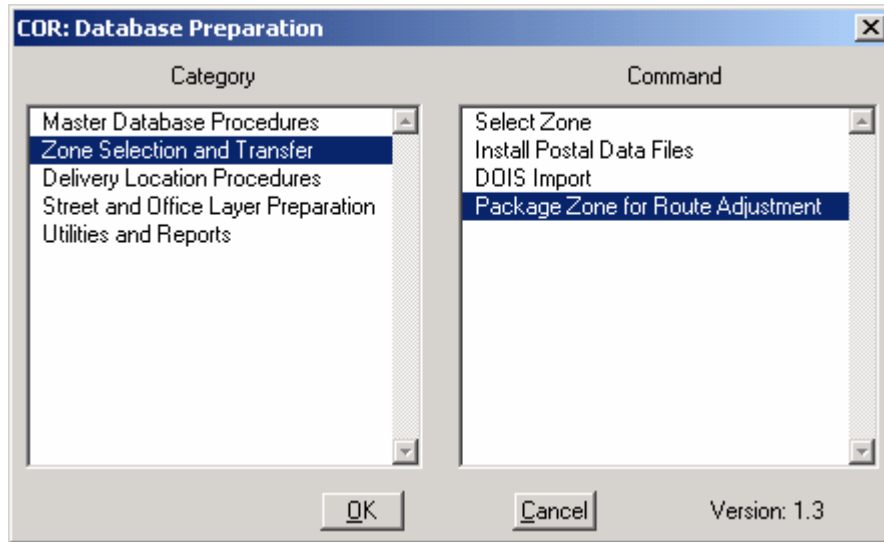 COR: Database Preparation
Category
Command
Master Database Procedures
Zone Selection and Transfer
Delivery Location Procedures
Street and Office Layer Preparation
Utilities and Reports
Select Zone
Install Postal Data Files
DOIS Import
Package Zone for Route Adjustment
OK
Cancel
Version: 1.3